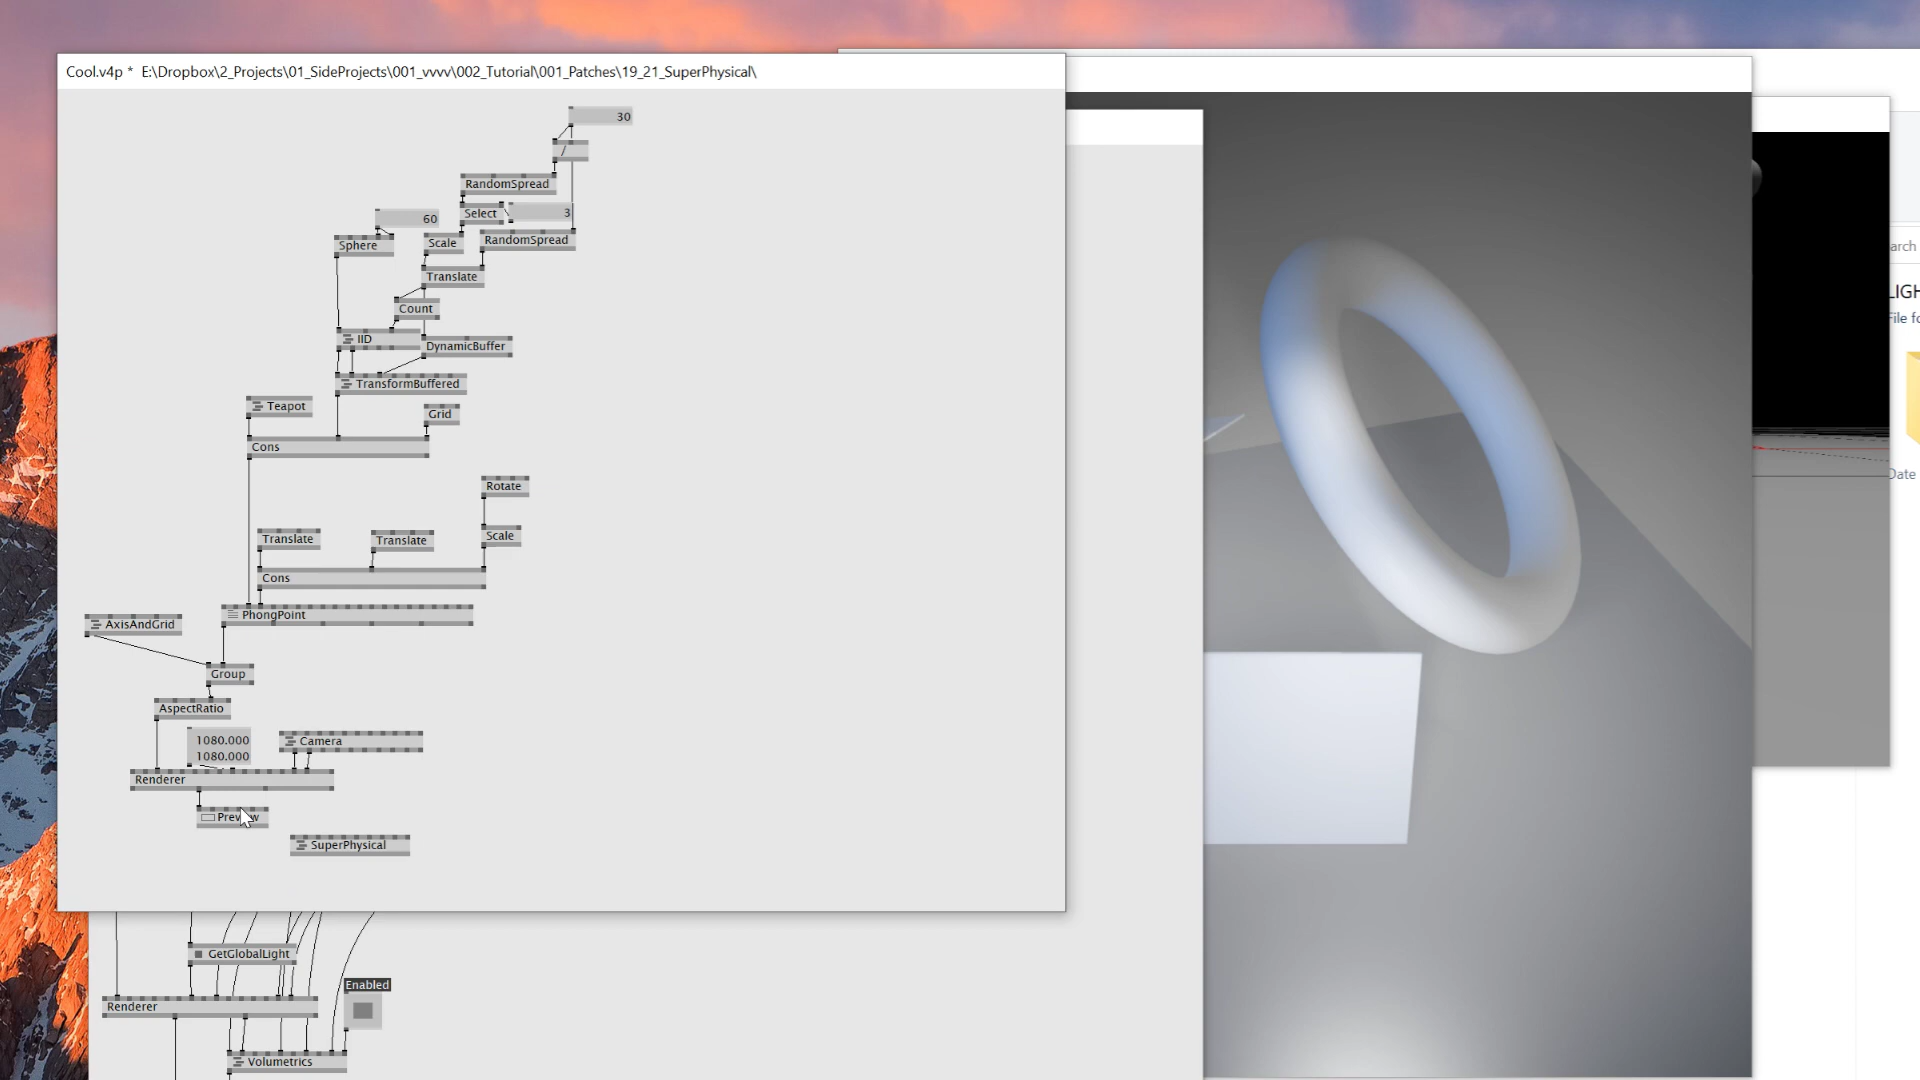 Cool.v4p * E:\Dropbox\2_Projects\01_SideProjects\001_vvvv\002_Tutorial\001_Patches\19_21_SuperPhysical\
30
/
RandomSpread
Select
3
60
Sphere
Scale
RandomSpread
Translate
Count
IID
DynamicBuffer
TransformBuffered
Teapot
Grid
Cons
Rotate
Translate
Translate
Scale
Cons
PhongPoint
AxisAndGrid
Group
AspectRatio
1080.000
1080.000
Camera
Renderer
Preview
SuperPhysical
GetGlobalLight
Enabled
Renderer
Volumetrics
arch
LIGH
File fo
Date